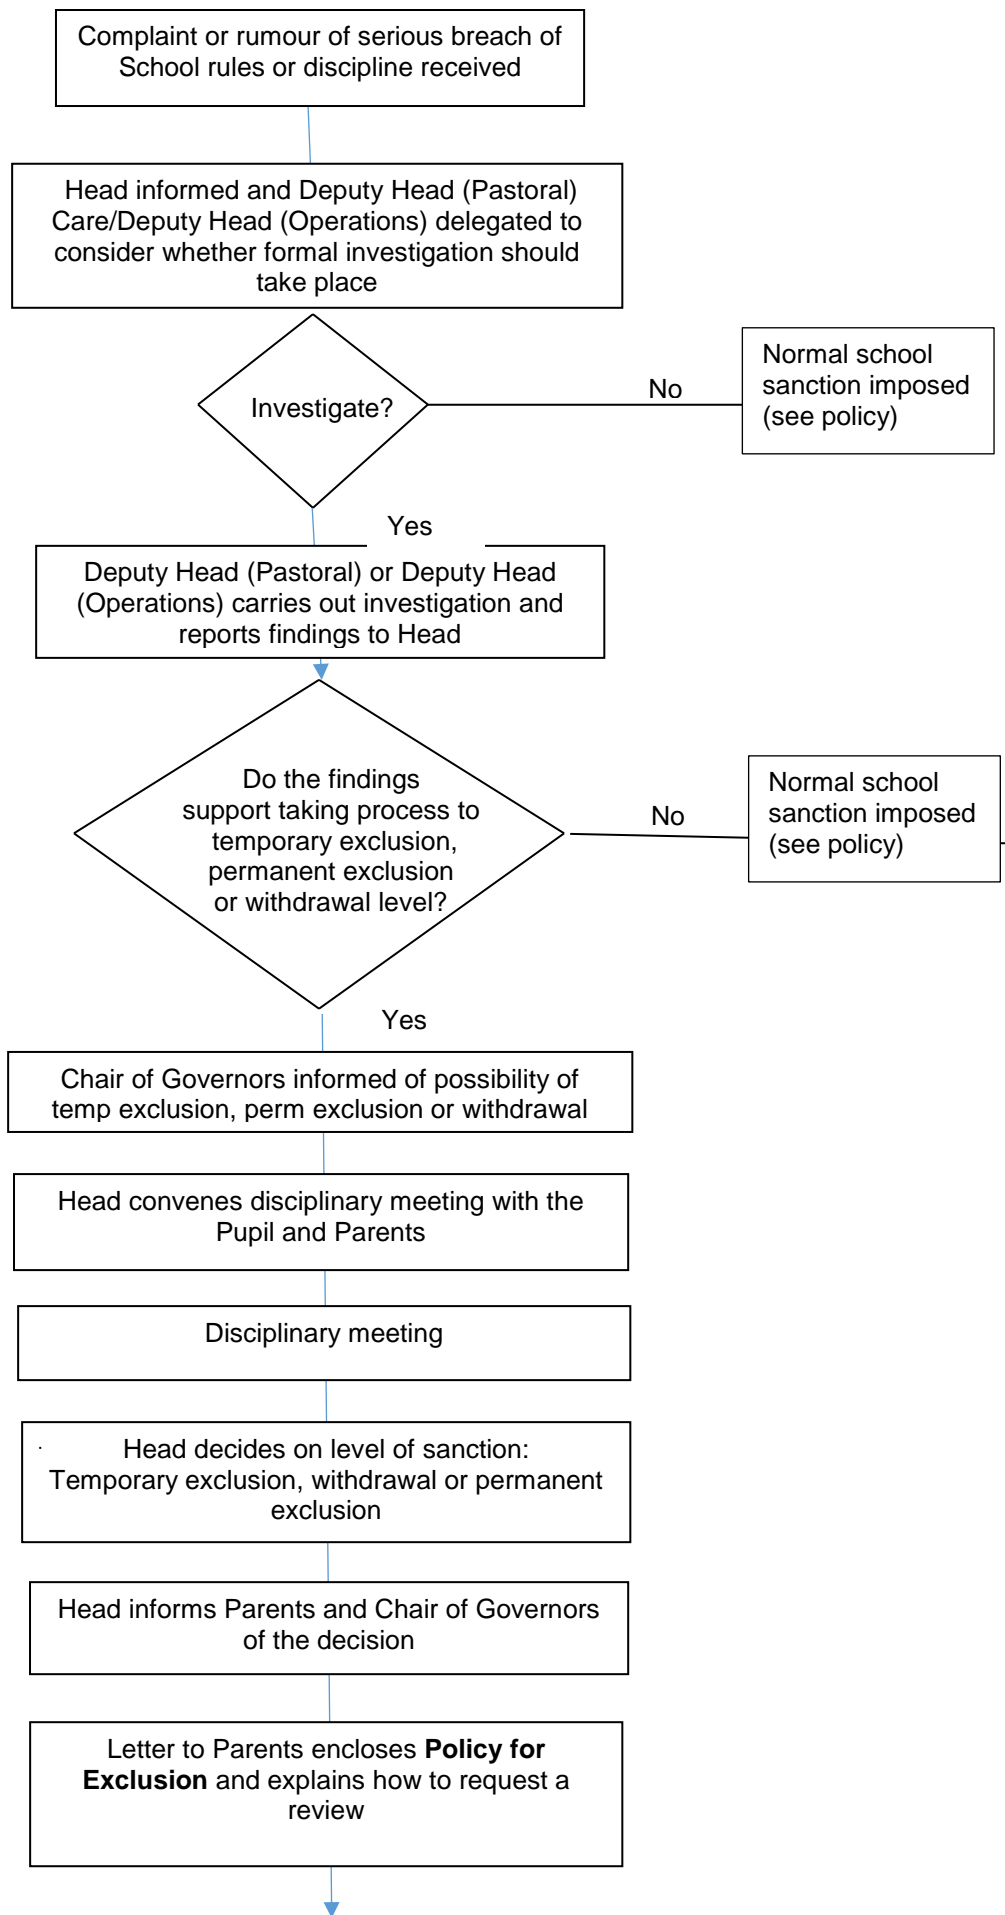 Complaint or rumour of serious breach of
School rules or discipline received
Head informed and Deputy Head (Pastoral)
Care/Deputy Head (Operations) delegated to
consider whether formal investigation should
take place
Investigate?
No
Normal school
sanction imposed
(see policy)
Yes
Deputy Head (Pastoral) or Deputy Head
(Operations) carries out investigation and
reports findings to Head
Do the findings
support taking process to
temporary exclusion,
permanent exclusion
or withdrawal level?
No
Normal school
sanction imposed
(see policy)
Yes
Chair of Governors informed of possibility of
temp exclusion, perm exclusion or withdrawal
Head convenes disciplinary meeting with the
Pupil and Parents
Disciplinary meeting
Head decides on level of sanction:
Temporary exclusion, withdrawal or permanent
exclusion
Head informs Parents and Chair of Governors
of the decision
Letter to Parents encloses Policy for
Exclusion and explains how to request a
review